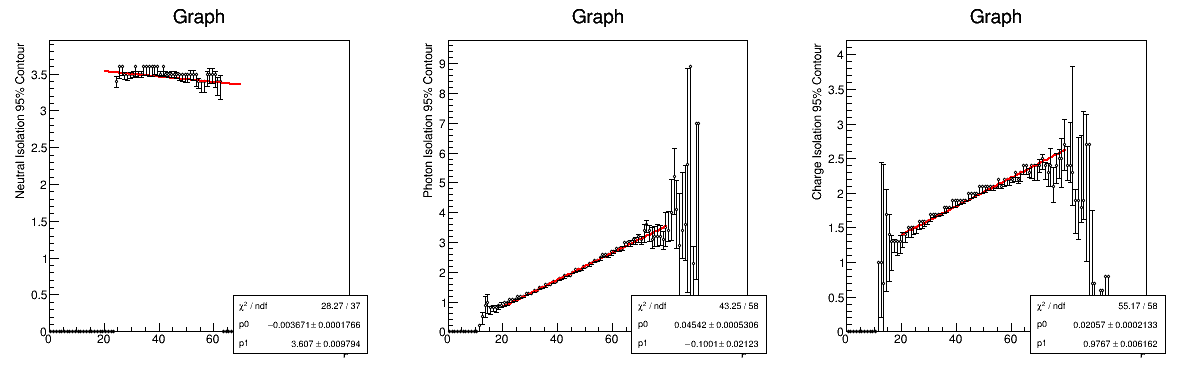 Graph
Neutral Isolation 95% Contour
3.5
3
2.5
2
1.5
1
0.5
0
0 20 40 60
χ² / ndf 28.27 / 37
p0 −0.003671 ± 0.0001766
p1 3.607 ± 0.009794
Graph
Photon Isolation 95% Contour
9
8
7
6
5
4
3
2
1
0
0 20 40 60
χ² / ndf 43.25 / 58
p0 0.04542 ± 0.0005306
p1 −0.1001 ± 0.02123
Graph
Charge Isolation 95% Contour
4
3.5
3
2.5
2
1.5
1
0.5
0
0 20 40 60
χ² / ndf 55.17 / 58
p0 0.02057 ± 0.0002133
p1 0.9767 ± 0.006162